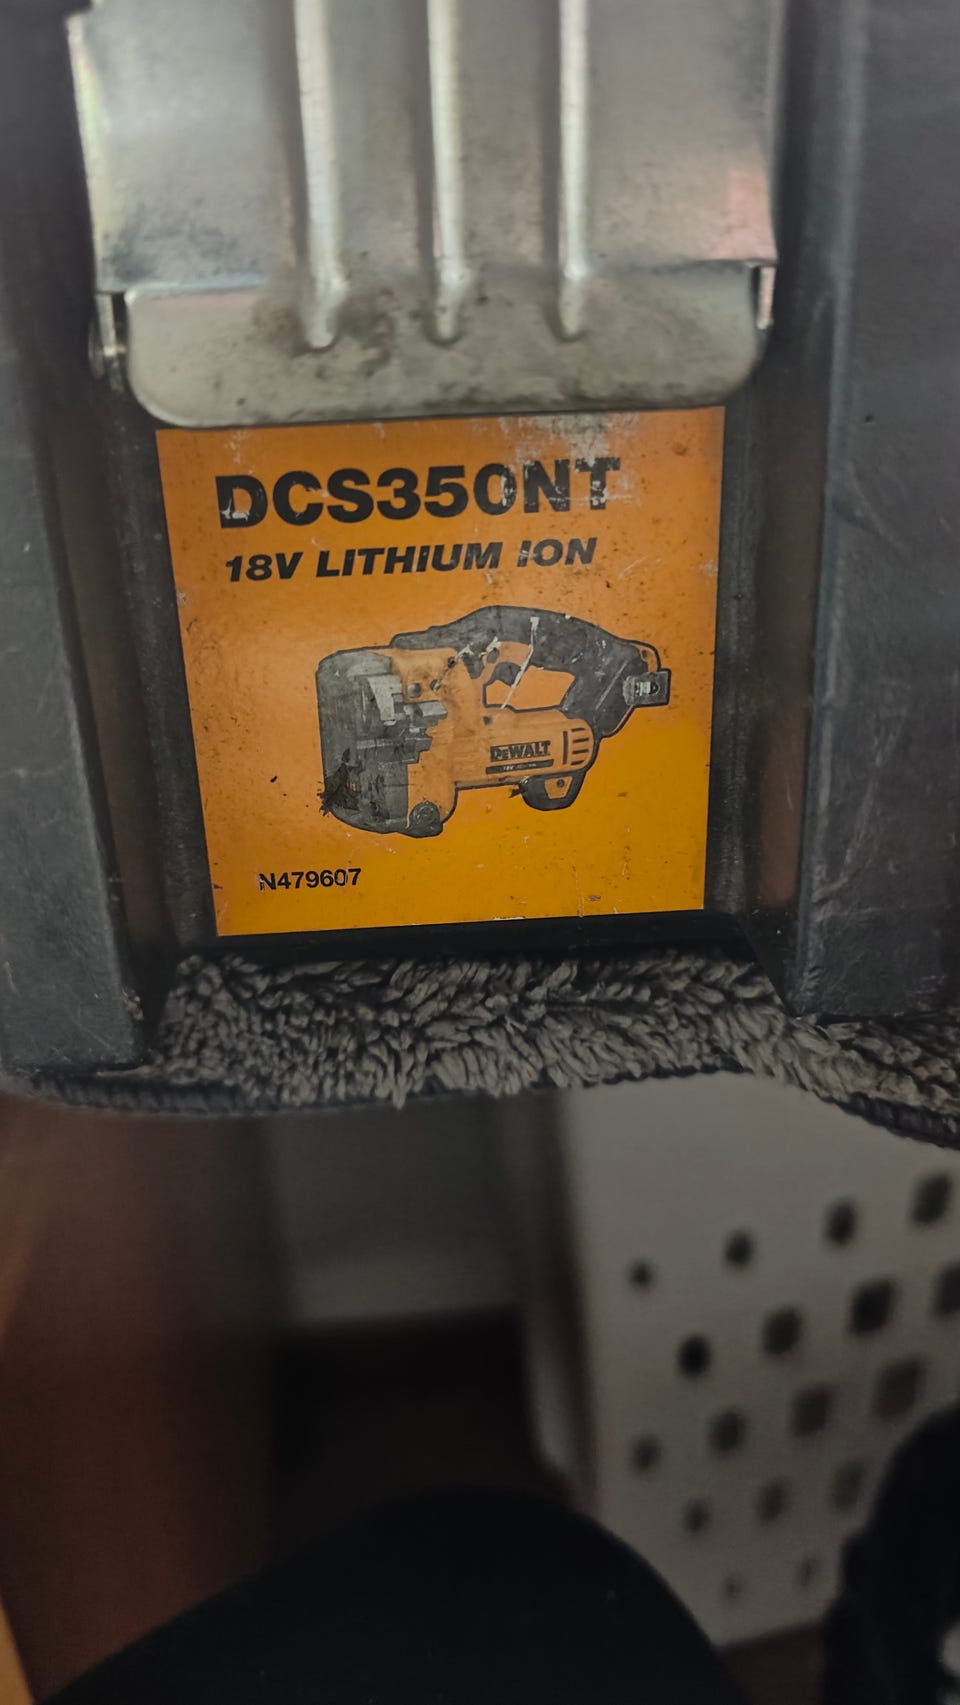 DCS350NT
18V LITHIUM ION
DEWALT
N479607